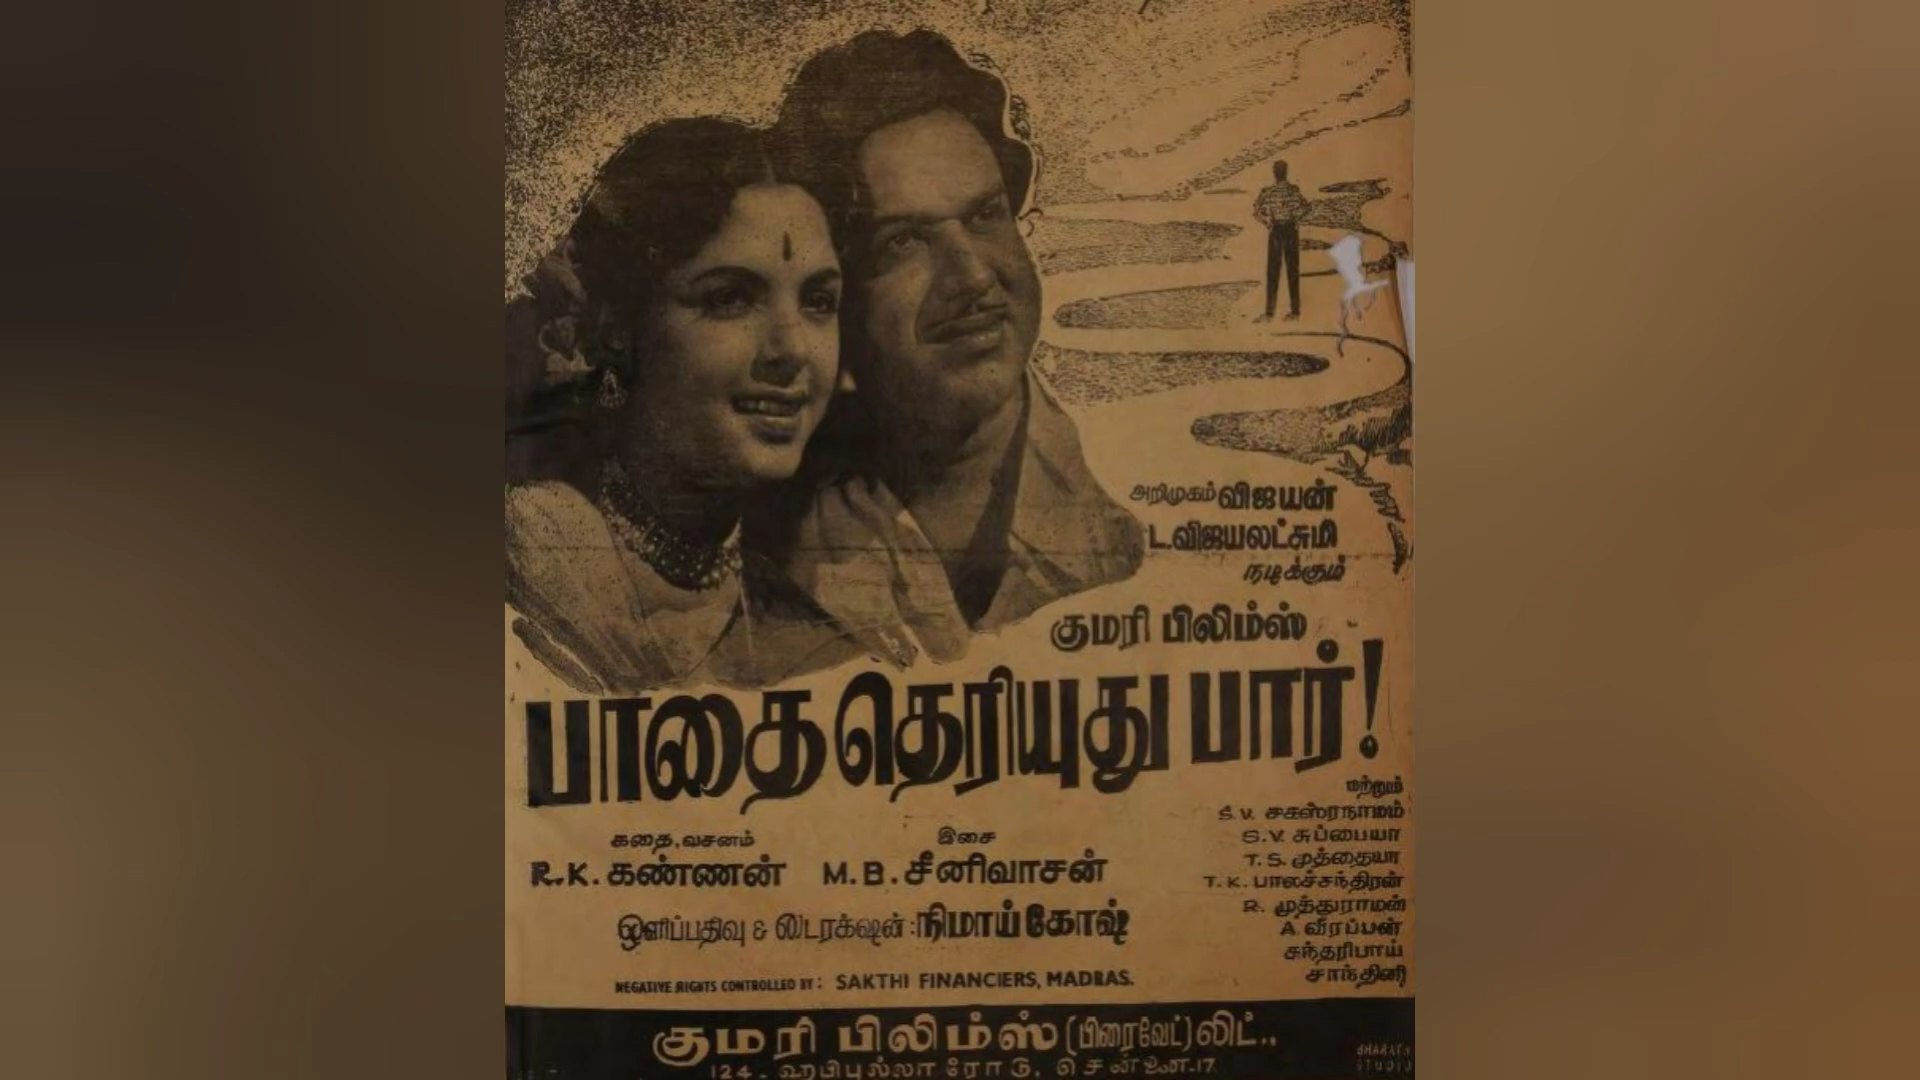 அறிமுகம் விஜயன்
L.விஜயலட்சுமி
நடிக்கும்
குமரி பிலிம்ஸ்
பாதை தெரியுது பார்!
மற்றும்
S.V. சகஸ்ரநாமம்
S.V. சுப்பையா
T.S. முத்தையா
T.K. பாலச்சந்திரன்
R. முத்துராமன்
A. வீரப்பன்
சுந்தரிபாய்
சாந்தினி
கதை, வசனம்
R.K. கண்ணன்
இசை
M.B. சீனிவாசன்
ஒளிப்பதிவு & டைரக்‌ஷன் : நிமாய்கோஷ்
NEGATIVE RIGHTS CONTROLLED BY: SAKTHI FINANCIERS, MADRAS.
குமரி பிலிம்ஸ் (பிரைவேட்) லிட்..
124, ஹபிபுல்லா ரோடு, சென்னை-17.
BHARATH
STUDIO